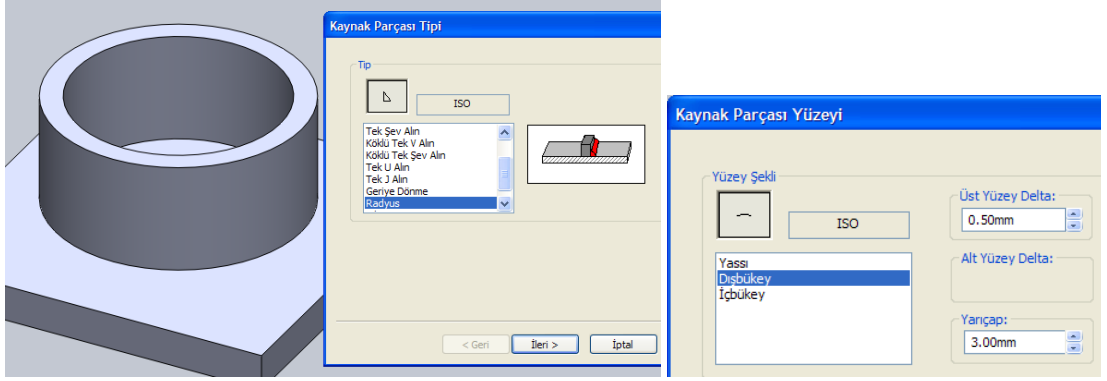 Kaynak Parçası Tipi
Tip
ISO
Tek Şev Alın
Köklü Tek V Alın
Köklü Tek Şev Alın
Tek U Alın
Tek J Alın
Geriye Dönme
Radyus
< Geri
İleri >
İptal
Kaynak Parçası Yüzeyi
Yüzey Şekli
ISO
Yassı
Dışbükey
İçbükey
Üst Yüzey Delta:
0.50mm
Alt Yüzey Delta:
Yarıçap:
3.00mm